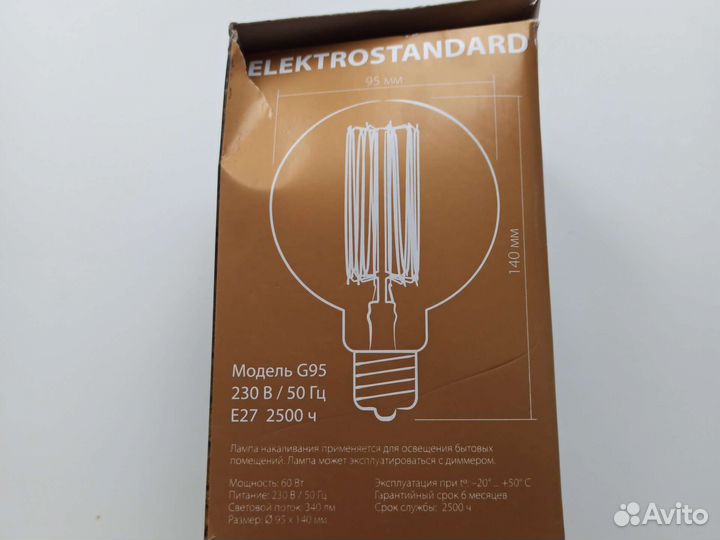 ELEKTROSTANDARD
95 мм
140 мм
Модель G95
230 В / 50 Гц
E27 2500 ч
Лампа накаливания применяется для освещения бытовых
помещений. Лампа может эксплуатироваться с диммером.
Мощность: 60 Вт
Питание: 230 В / 50 Гц
Световой поток: 340 лм
Размер: Ø 95 x 140 мм
Эксплуатация при tº: –20° ... +50° C
Гарантийный срок 6 месяцев
Срок службы: 2500 ч
Avito